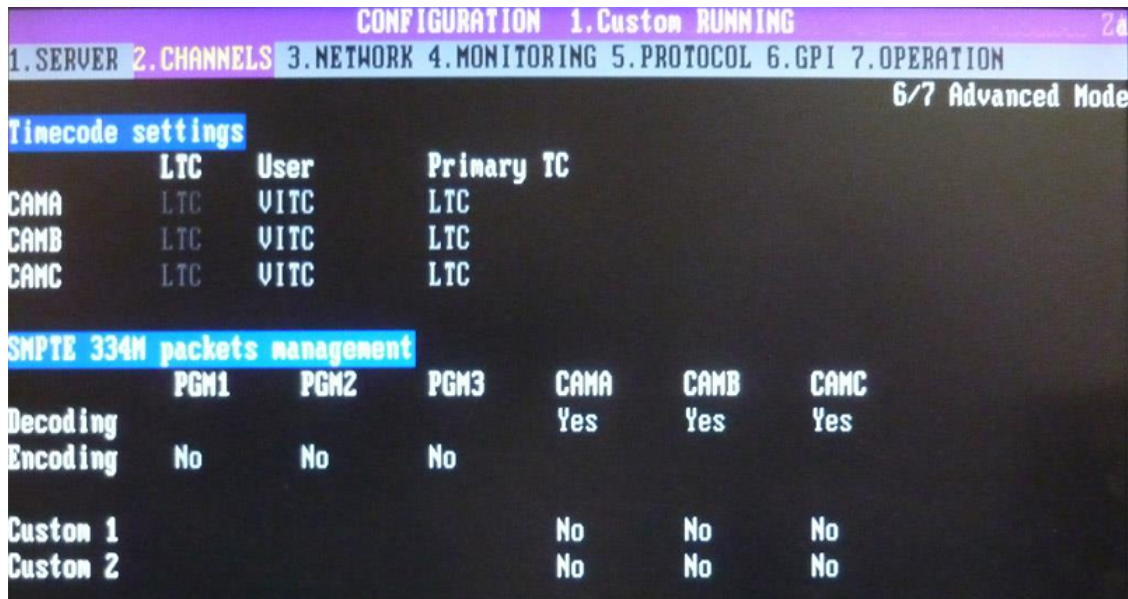 CONFIGURATION 1.Custom RUNNING
1.SERVER 2.CHANNELS 3.NETWORK 4.MONITORING 5.PROTOCOL 6.GPI 7.OPERATION
6/7 Advanced Mode
Timecode settings
LTC User Primary TC
CAMA LTC VITC LTC
CAMB LTC VITC LTC
CAMC LTC VITC LTC
SMPTE 334M packets management
PGM1 PGM2 PGM3 CAMA CAMB CAMC
Decoding Yes Yes Yes
Encoding No No No
Custom 1 No No No
Custom 2 No No No